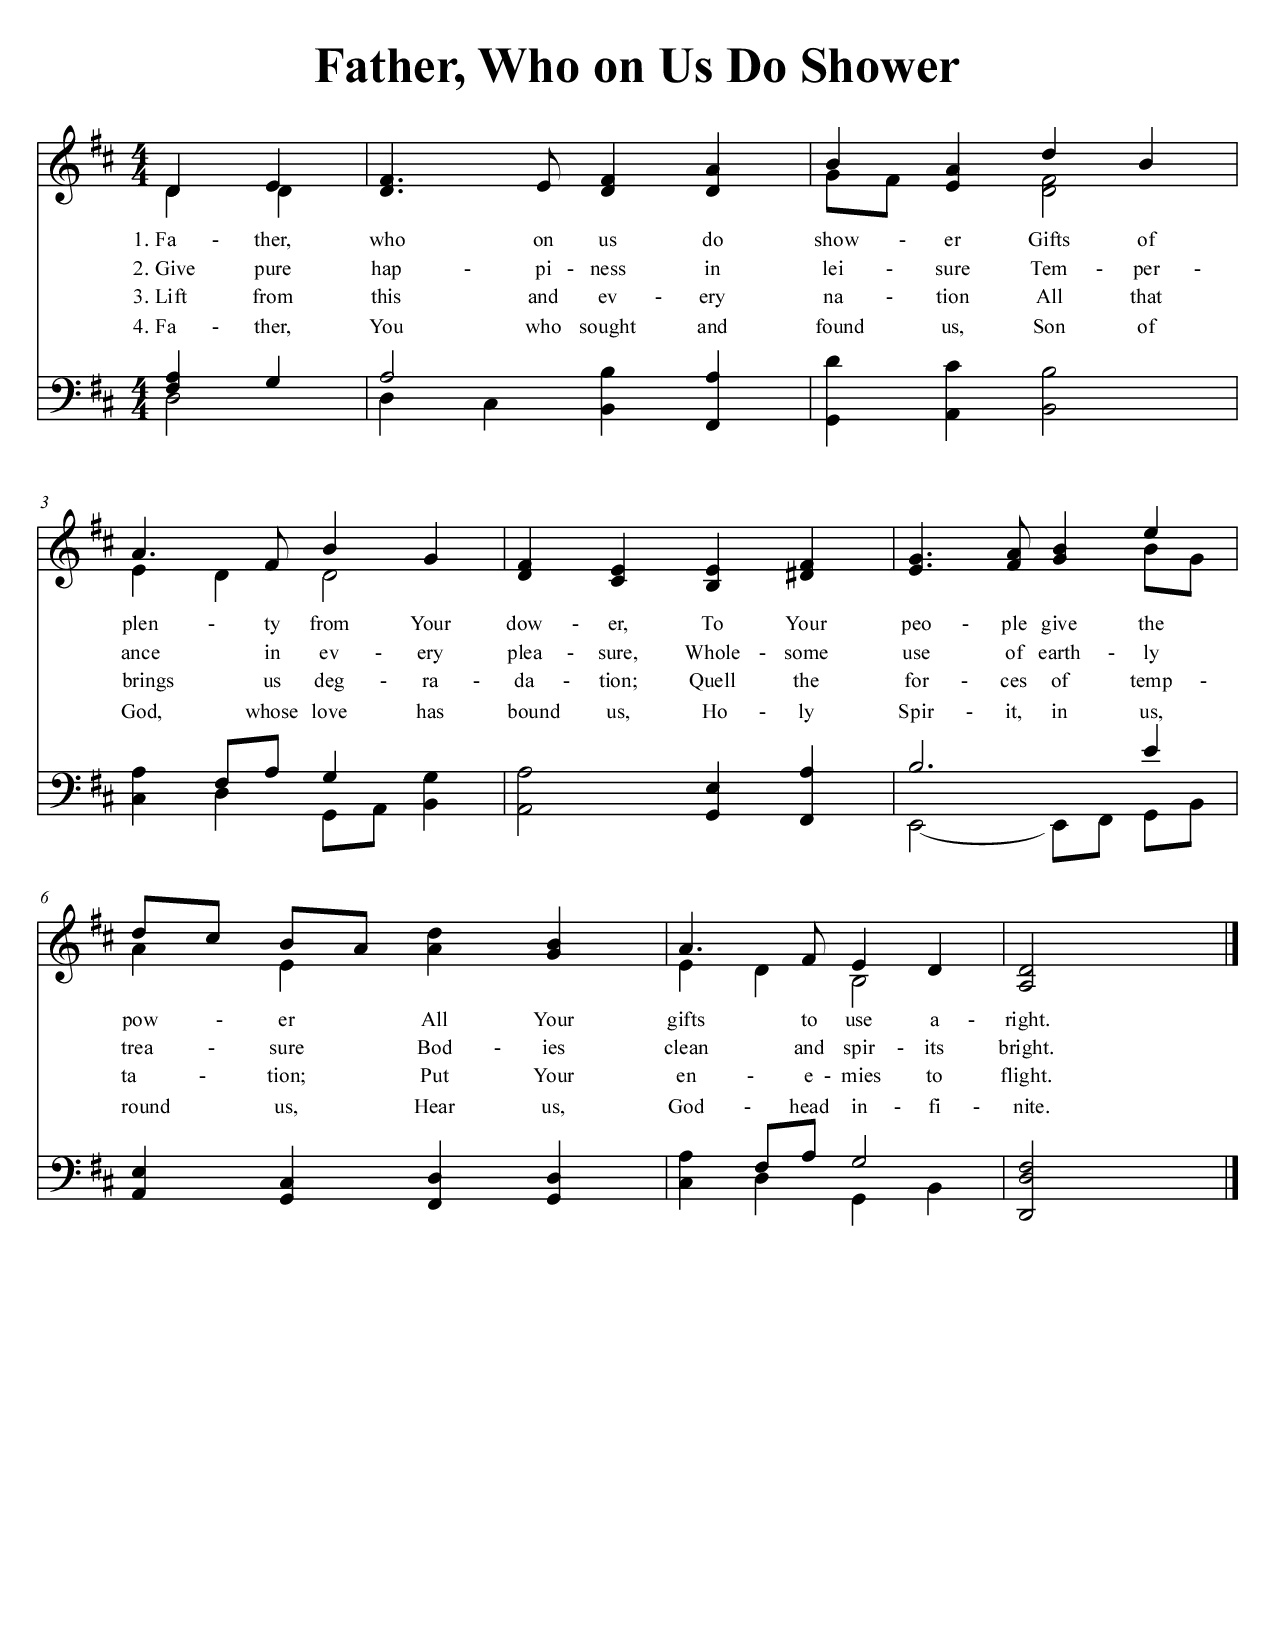 Father, Who on Us Do Shower
4
4
1. Fa - ther, who on us do show - er Gifts of
2. Give pure hap - pi - ness in lei - sure Tem - per -
3. Lift from this and ev - ery na - tion All that
4. Fa - ther, You who sought and found us, Son of
4
4
3
plen - ty from Your dow - er, To Your peo - ple give the
ance in ev - ery plea - sure, Whole - some use of earth - ly
brings us deg - ra - da - tion; Quell the for - ces of temp -
God, whose love has bound us, Ho - ly Spir - it, in us,
6
pow - er All Your gifts to use a - right.
trea - sure Bod - ies clean and spir - its bright.
ta - tion; Put Your en - e - mies to flight.
round us, Hear us, God - head in - fi - nite.